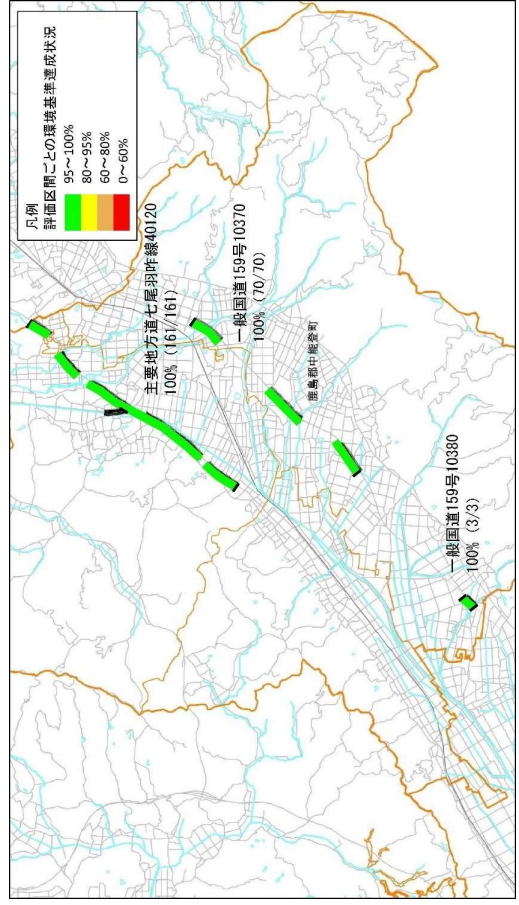 凡例
評価区間ごとの環境基準達成状況
95~100%
80~95%
60~80%
0~60%
主要地方道七尾羽咋線40120
100% (161/161)
一般国道159号10370
100% (70/70)
鹿島郡中能登町
一般国道159号10380
100% (3/3)